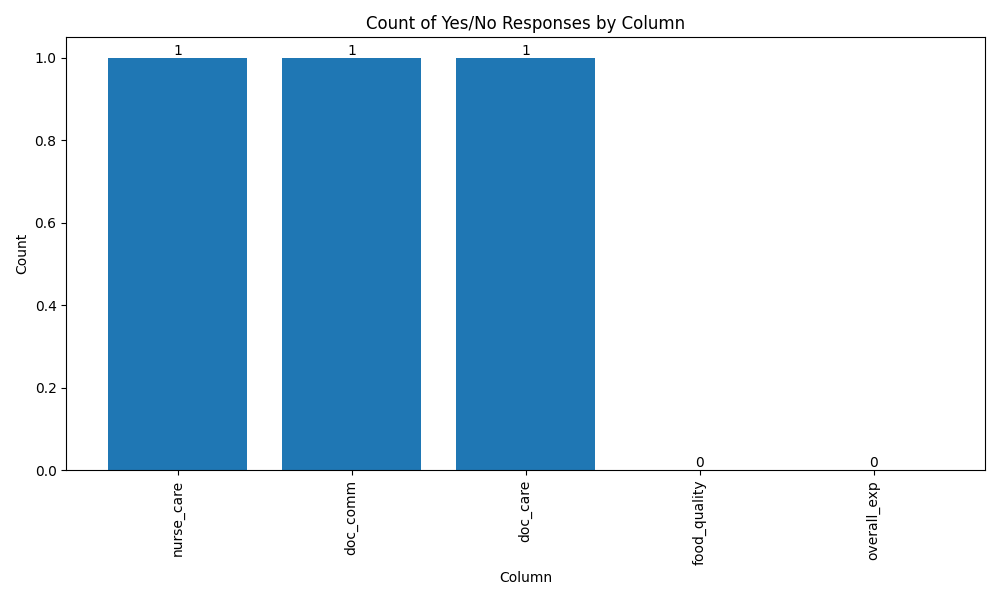 Count of Yes/No Responses by Column
1 1 1 0 0
1.0
0.8
0.6
0.4
0.2
0.0
Count
nurse_care
doc_comm
doc_care
food_quality
overall_exp
Column